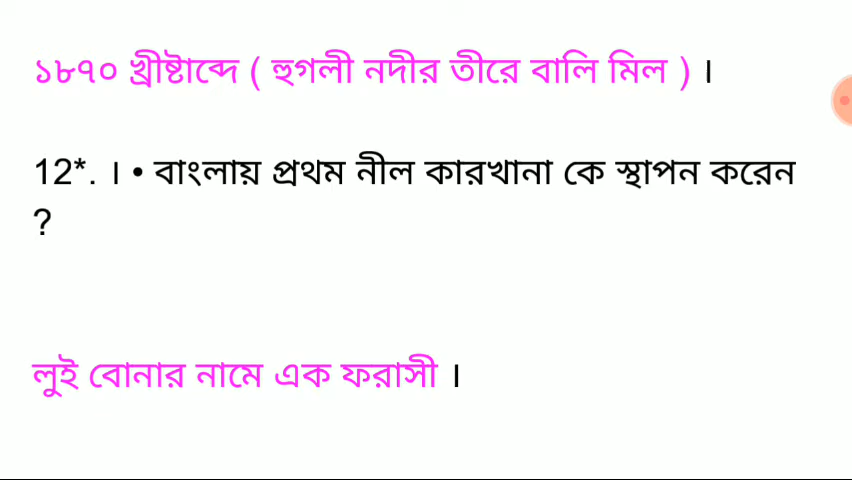 ১৮৭০ খ্রীষ্টাব্দে ( হুগলী নদীর তীরে বালি মিল ) ।
12*. । • বাংলায় প্রথম নীল কারখানা কে স্থাপন করেন
?
লুই বোনার নামে এক ফরাসী ।